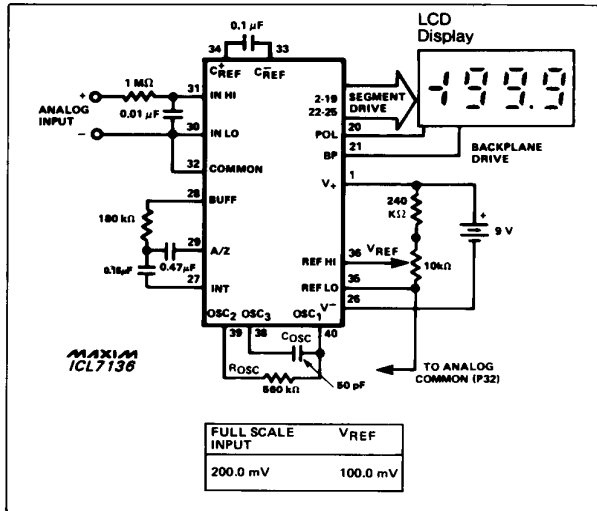 LCD
Display
0.1 µF
34 33
C+REF C-REF
1 MΩ
+
31 IN HI
ANALOG
INPUT
0.01 µF
-
30 IN LO
32 COMMON
28 BUFF
180 kΩ
29 A/Z
0.47µF
27 INT
2-19
22-25
SEGMENT
DRIVE
20
POL
21
BP
BACKPLANE
DRIVE
-199.9
1
V+
240
KΩ
+
9 V
36
REF HI
VREF
10kΩ
35
REF LO
26
V-
OSC2 OSC3 OSC1
39 38 40
COSC
ROSC
50 pF
560 kΩ
MAXIM
ICL7136
TO ANALOG
COMMON (P32)
FULL SCALE
INPUT
VREF
200.0 mV 100.0 mV